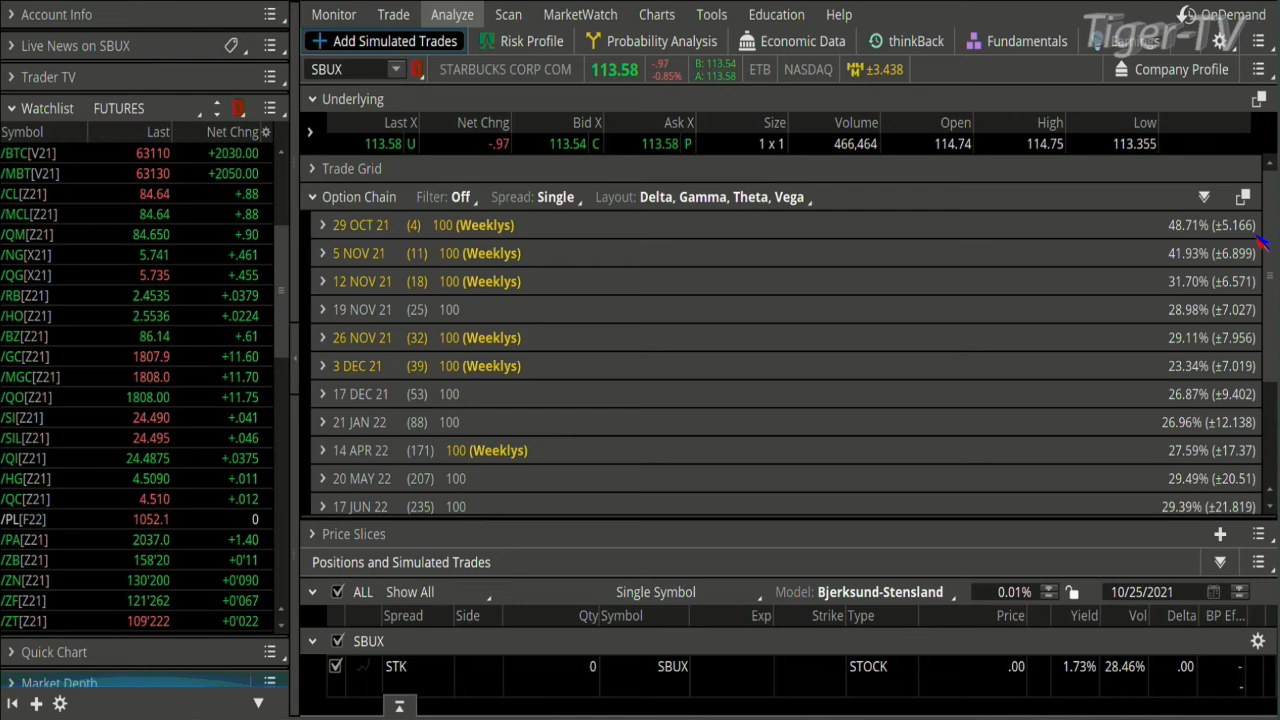 Account Info
Live News on SBUX
Trader TV
Watchlist FUTURES
Symbol Last Net Chng
/BTC[V21] 63110 +2030.00
/MBT[V21] 63130 +2050.00
/CL[Z21] 84.64 +.88
/MCL[Z21] 84.64 +.88
/QM[Z21] 84.650 +.90
/NG[X21] 5.741 +.461
/QG[X21] 5.735 +.455
/RB[Z21] 2.4535 +.0379
/HO[Z21] 2.5536 +.0224
/BZ[Z21] 86.14 +.61
/GC[Z21] 1807.9 +11.60
/MGC[Z21] 1808.0 +11.70
/QO[Z21] 1808.00 +11.75
/SI[Z21] 24.490 +.041
/SIL[Z21] 24.495 +.046
/QI[Z21] 24.4875 +.0375
/HG[Z21] 4.5090 +.011
/QC[Z21] 4.510 +.012
/PL[F22] 1052.1 0
/PA[Z21] 2037.0 +1.40
/ZB[Z21] 158'20 +0'11
/ZN[Z21] 130'200 +0'090
/ZF[Z21] 121'262 +0'067
/ZT[Z21] 109'222 +0'022
Quick Chart
Market Depth
Monitor Trade Analyze Scan MarketWatch Charts Tools Education Help OnDemand
Tiger-TV
Add Simulated Trades Risk Profile Probability Analysis Economic Data thinkBack Fundamentals Earnings
SBUX STARBUCKS CORP COM 113.58 -.97 -0.85% B: 113.54 A: 113.58 ETB NASDAQ ±3.438 Company Profile
Underlying
Last X Net Chng Bid X Ask X Size Volume Open High Low
113.58 U -.97 113.54 C 113.58 P 1 x 1 466,464 114.74 114.75 113.355
Trade Grid
Option Chain Filter: Off Spread: Single Layout: Delta, Gamma, Theta, Vega
29 OCT 21 (4) 100 (Weeklys) 48.71% (±5.166)
5 NOV 21 (11) 100 (Weeklys) 41.93% (±6.899)
12 NOV 21 (18) 100 (Weeklys) 31.70% (±6.571)
19 NOV 21 (25) 100 28.98% (±7.027)
26 NOV 21 (32) 100 (Weeklys) 29.11% (±7.956)
3 DEC 21 (39) 100 (Weeklys) 23.34% (±7.019)
17 DEC 21 (53) 100 26.87% (±9.402)
21 JAN 22 (88) 100 26.96% (±12.138)
14 APR 22 (171) 100 (Weeklys) 27.59% (±17.37)
20 MAY 22 (207) 100 29.49% (±20.51)
17 JUN 22 (235) 100 29.39% (±21.819)
Price Slices
Positions and Simulated Trades
ALL Show All Single Symbol Model: Bjerksund-Stensland 0.01% 10/25/2021
Spread Side Qty Symbol Exp Strike Type Price Yield Vol Delta BP Ef...
SBUX
STK 0 SBUX STOCK .00 1.73% 28.46% .00 -
-